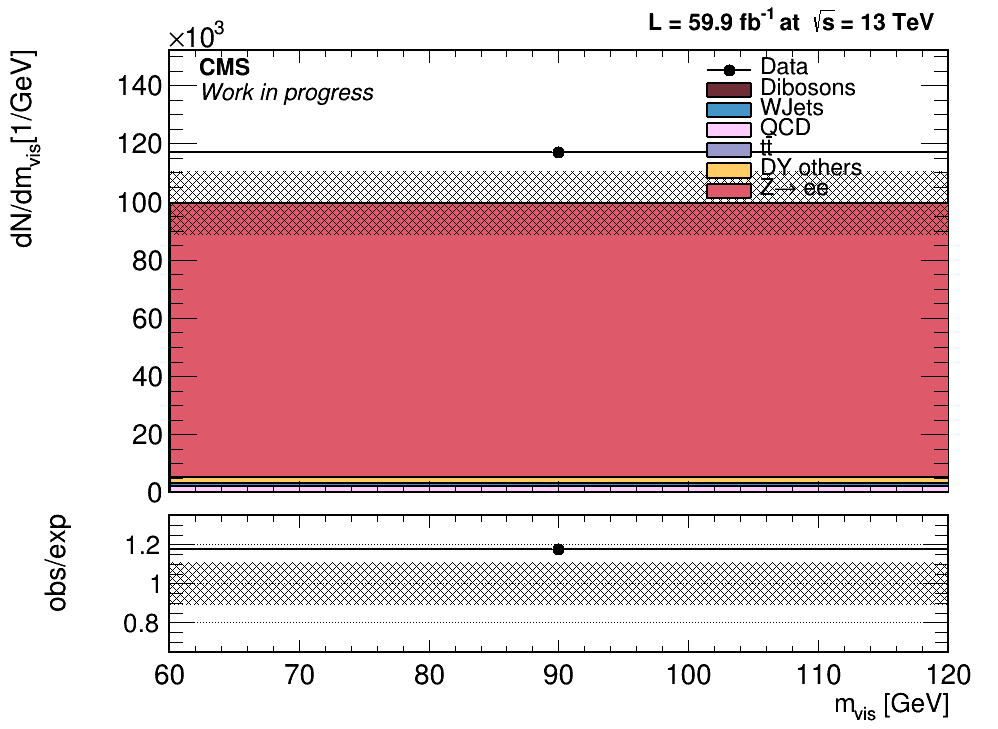 L = 59.9 fb⁻¹ at √s = 13 TeV
×10³
dN/dm_vis[1/GeV]
CMS
Work in progress
Data
Dibosons
WJets
QCD
tt̄
DY others
Z→ ee
140
120
100
80
60
40
20
0
obs/exp
1.2
1
0.8
60 70 80 90 100 110 120
m_vis [GeV]